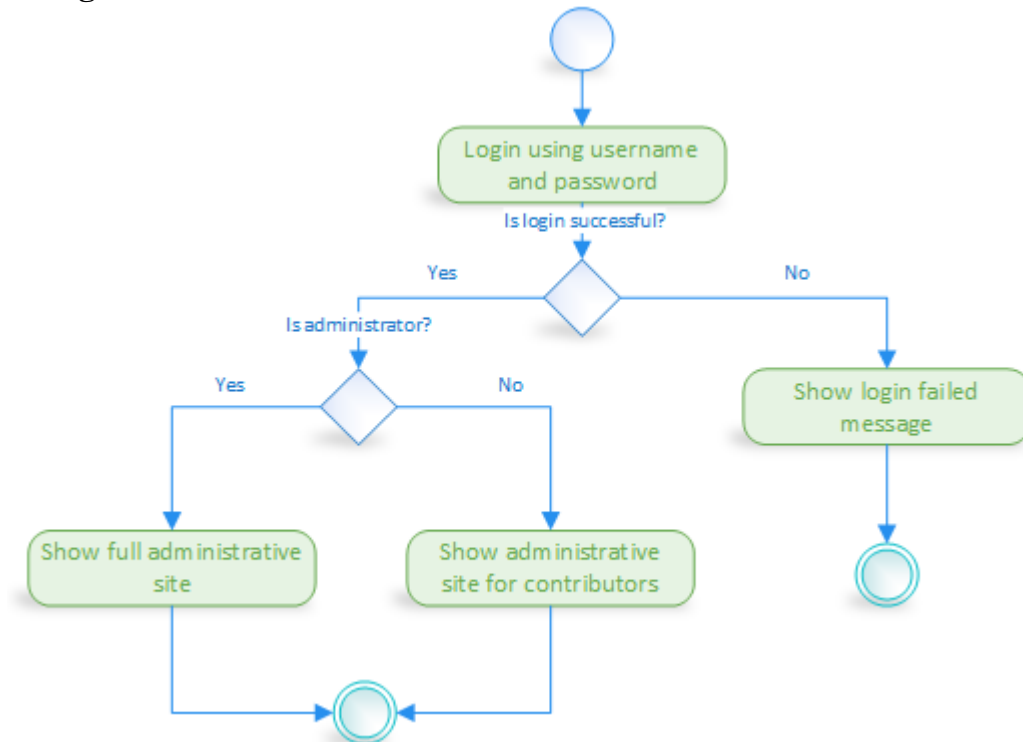 Login using username
and password
Is login successful?
Yes
No
Is administrator?
Yes
No
Show login failed
message
Show full administrative
site
Show administrative
site for contributors